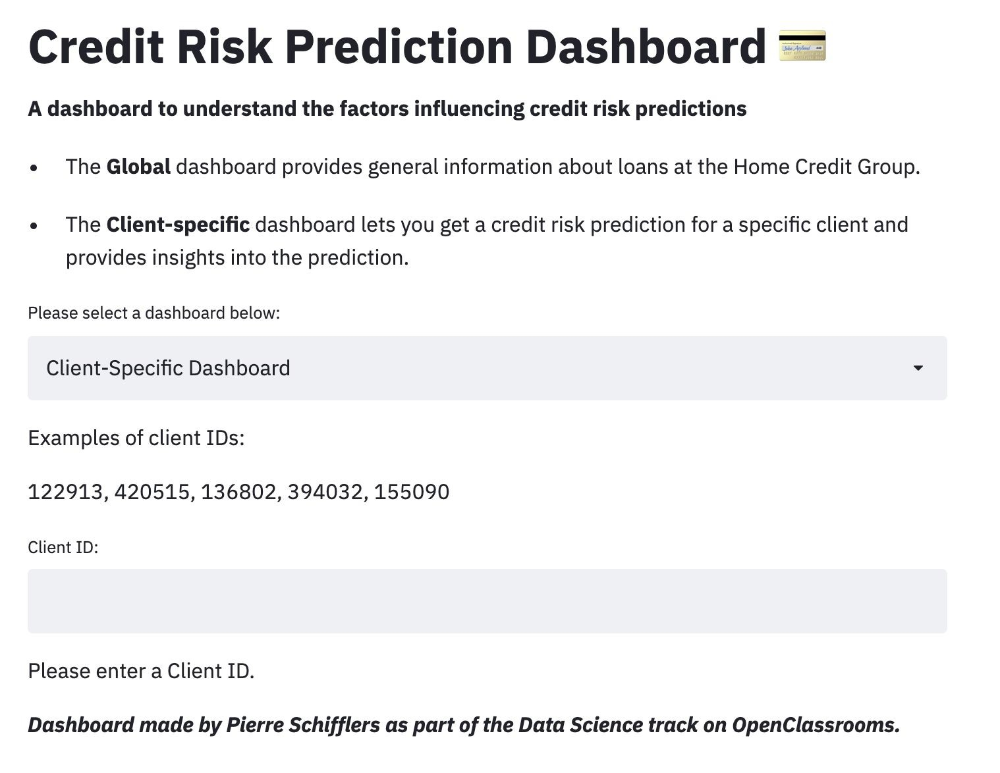 Credit Risk Prediction Dashboard
A dashboard to understand the factors influencing credit risk predictions
• The Global dashboard provides general information about loans at the Home Credit Group.
• The Client-specific dashboard lets you get a credit risk prediction for a specific client and
provides insights into the prediction.
Please select a dashboard below:
Client-Specific Dashboard
Examples of client IDs:
122913, 420515, 136802, 394032, 155090
Client ID:
Please enter a Client ID.
Dashboard made by Pierre Schifflers as part of the Data Science track on OpenClassrooms.